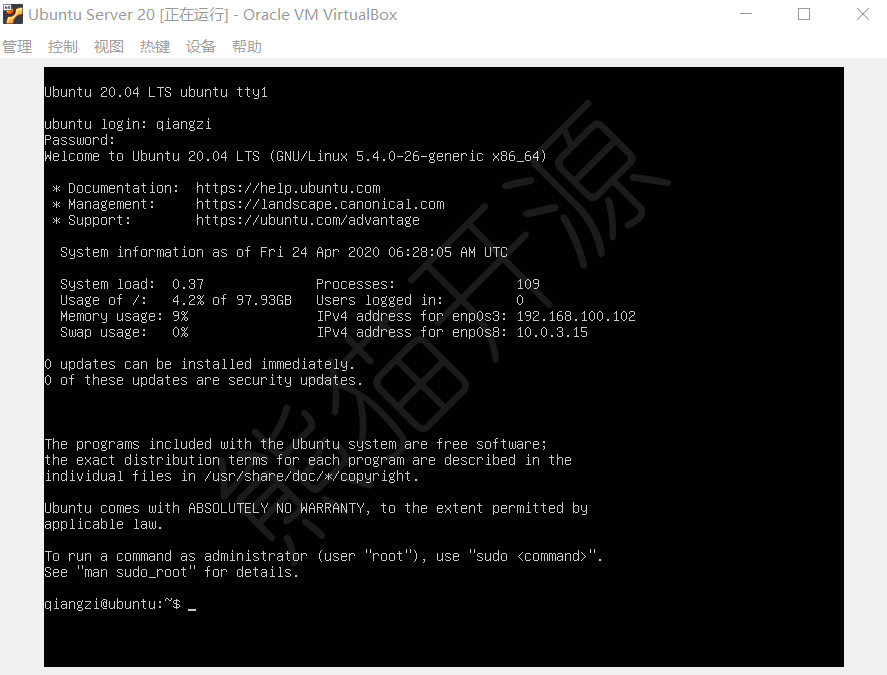 Ubuntu Server 20 [正在运行] - Oracle VM VirtualBox
管理 控制 视图 热键 设备 帮助
Ubuntu 20.04 LTS ubuntu tty1
ubuntu login: qiangzi
Password:
Welcome to Ubuntu 20.04 LTS (GNU/Linux 5.4.0-26-generic x86_64)
* Documentation: https://help.ubuntu.com
* Management: https://landscape.canonical.com
* Support: https://ubuntu.com/advantage
System information as of Fri 24 Apr 2020 06:28:05 AM UTC
System load: 0.37 Processes: 109
Usage of /: 4.2% of 97.93GB Users logged in: 0
Memory usage: 9% IPv4 address for enp0s3: 192.168.100.102
Swap usage: 0% IPv4 address for enp0s8: 10.0.3.15
0 updates can be installed immediately.
0 of these updates are security updates.
The programs included with the Ubuntu system are free software;
the exact distribution terms for each program are described in the
individual files in /usr/share/doc/*/copyright.
Ubuntu comes with ABSOLUTELY NO WARRANTY, to the extent permitted by
applicable law.
To run a command as administrator (user "root"), use "sudo <command>".
See "man sudo_root" for details.
qiangzi@ubuntu:~$ _
熊猫开源